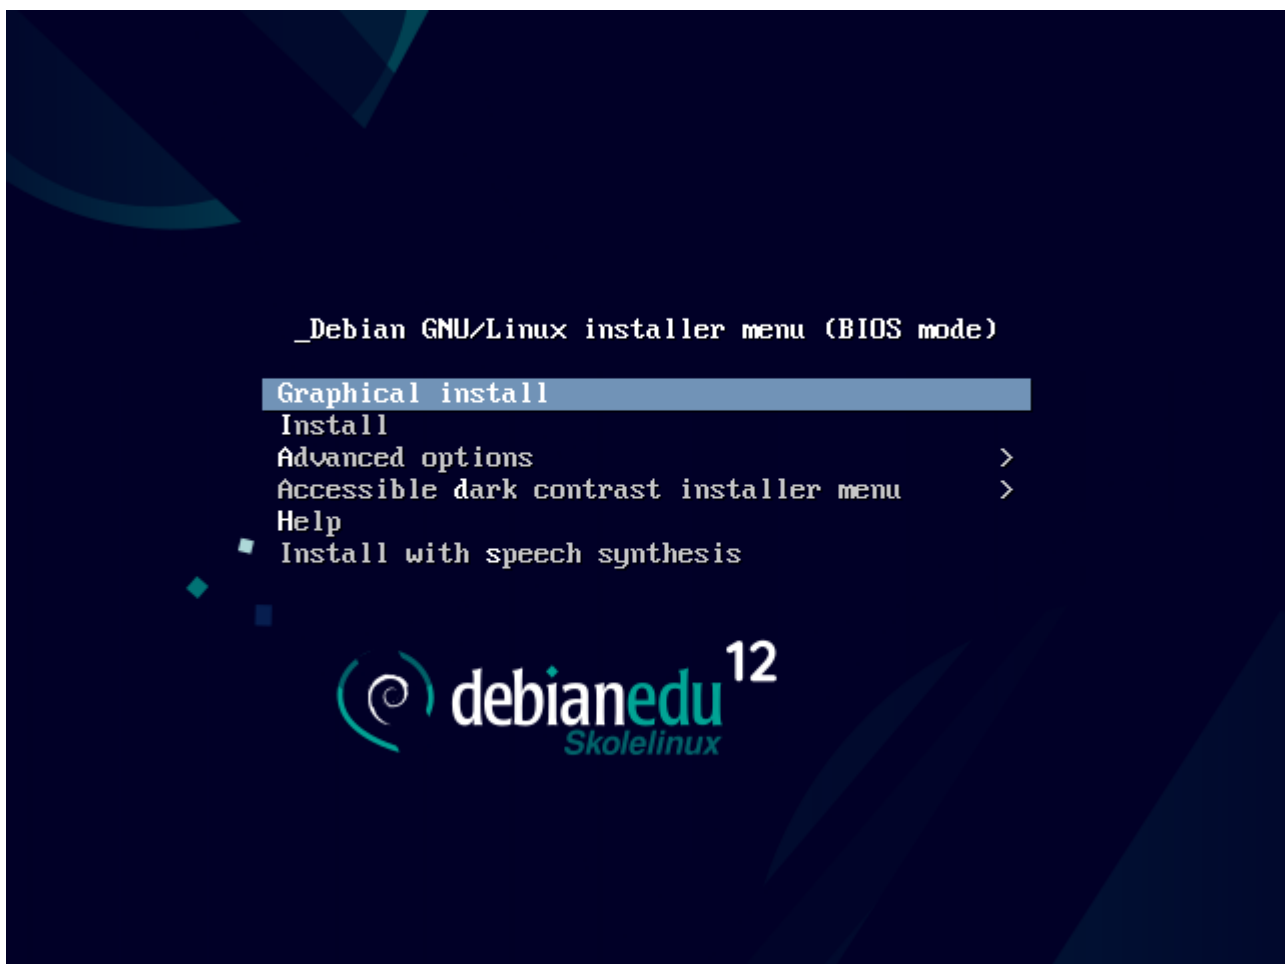 _Debian GNU/Linux installer menu (BIOS mode)
Graphical install
Install
Advanced options >
Accessible dark contrast installer menu >
Help
Install with speech synthesis
debianedu 12
Skolelinux